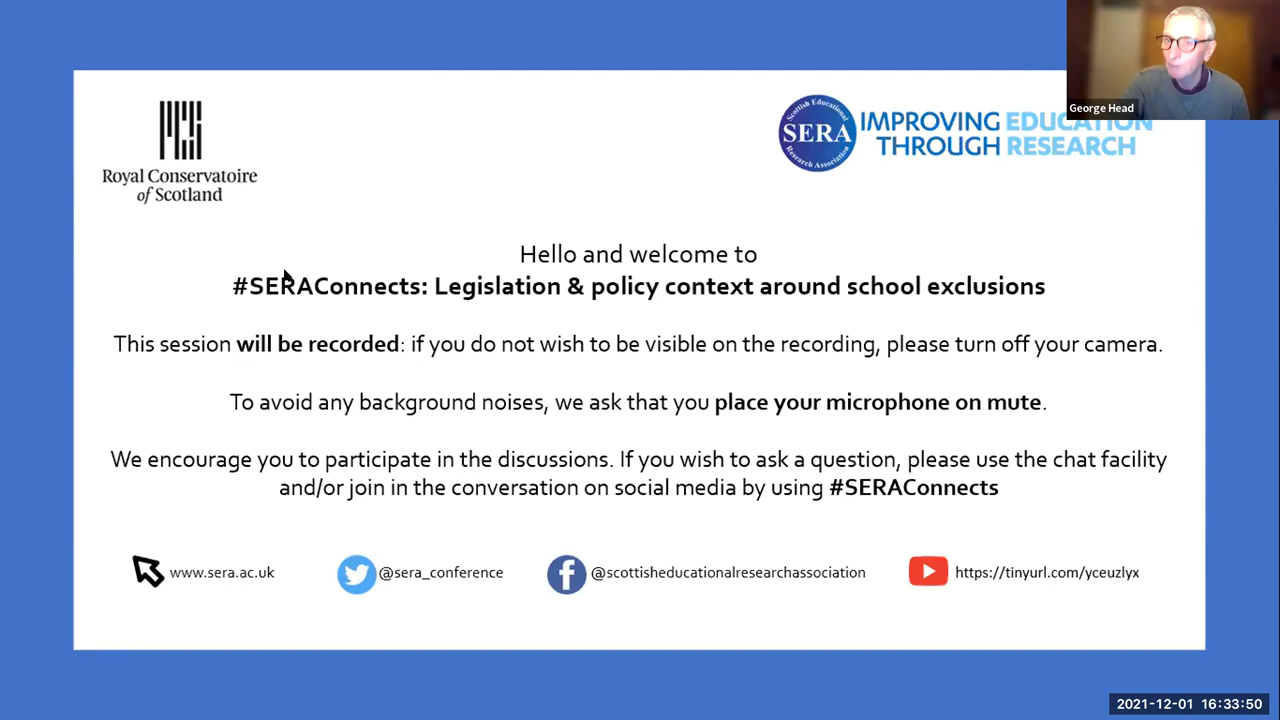 George Head
Royal Conservatoire
of Scotland
Scottish Educational
SERA
Research Association
IMPROVING EDUCATION
THROUGH RESEARCH
Hello and welcome to
#SERAConnects: Legislation & policy context around school exclusions
This session will be recorded: if you do not wish to be visible on the recording, please turn off your camera.
To avoid any background noises, we ask that you place your microphone on mute.
We encourage you to participate in the discussions. If you wish to ask a question, please use the chat facility
and/or join in the conversation on social media by using #SERAConnects
www.sera.ac.uk
@sera_conference
@scottisheducationalresearchassociation
https://tinyurl.com/yceuzlyx
2021-12-01 16:33:50